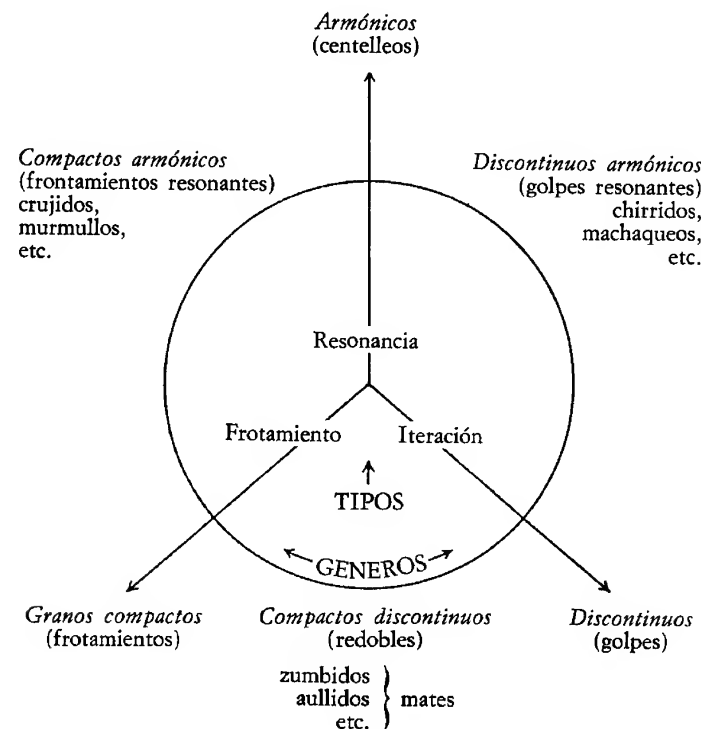 Armónicos
(centelleos)
Compactos armónicos
(frontamientos resonantes)
crujidos,
murmullos,
etc.
Discontinuos armónicos
(golpes resonantes)
chirridos,
machaqueos,
etc.
Resonancia
Frotamiento
Iteración
TIPOS
GENEROS
Granos compactos
(frotamientos)
Compactos discontinuos
(redobles)
zumbidos
aullidos
etc.
mates
Discontinuos
(golpes)